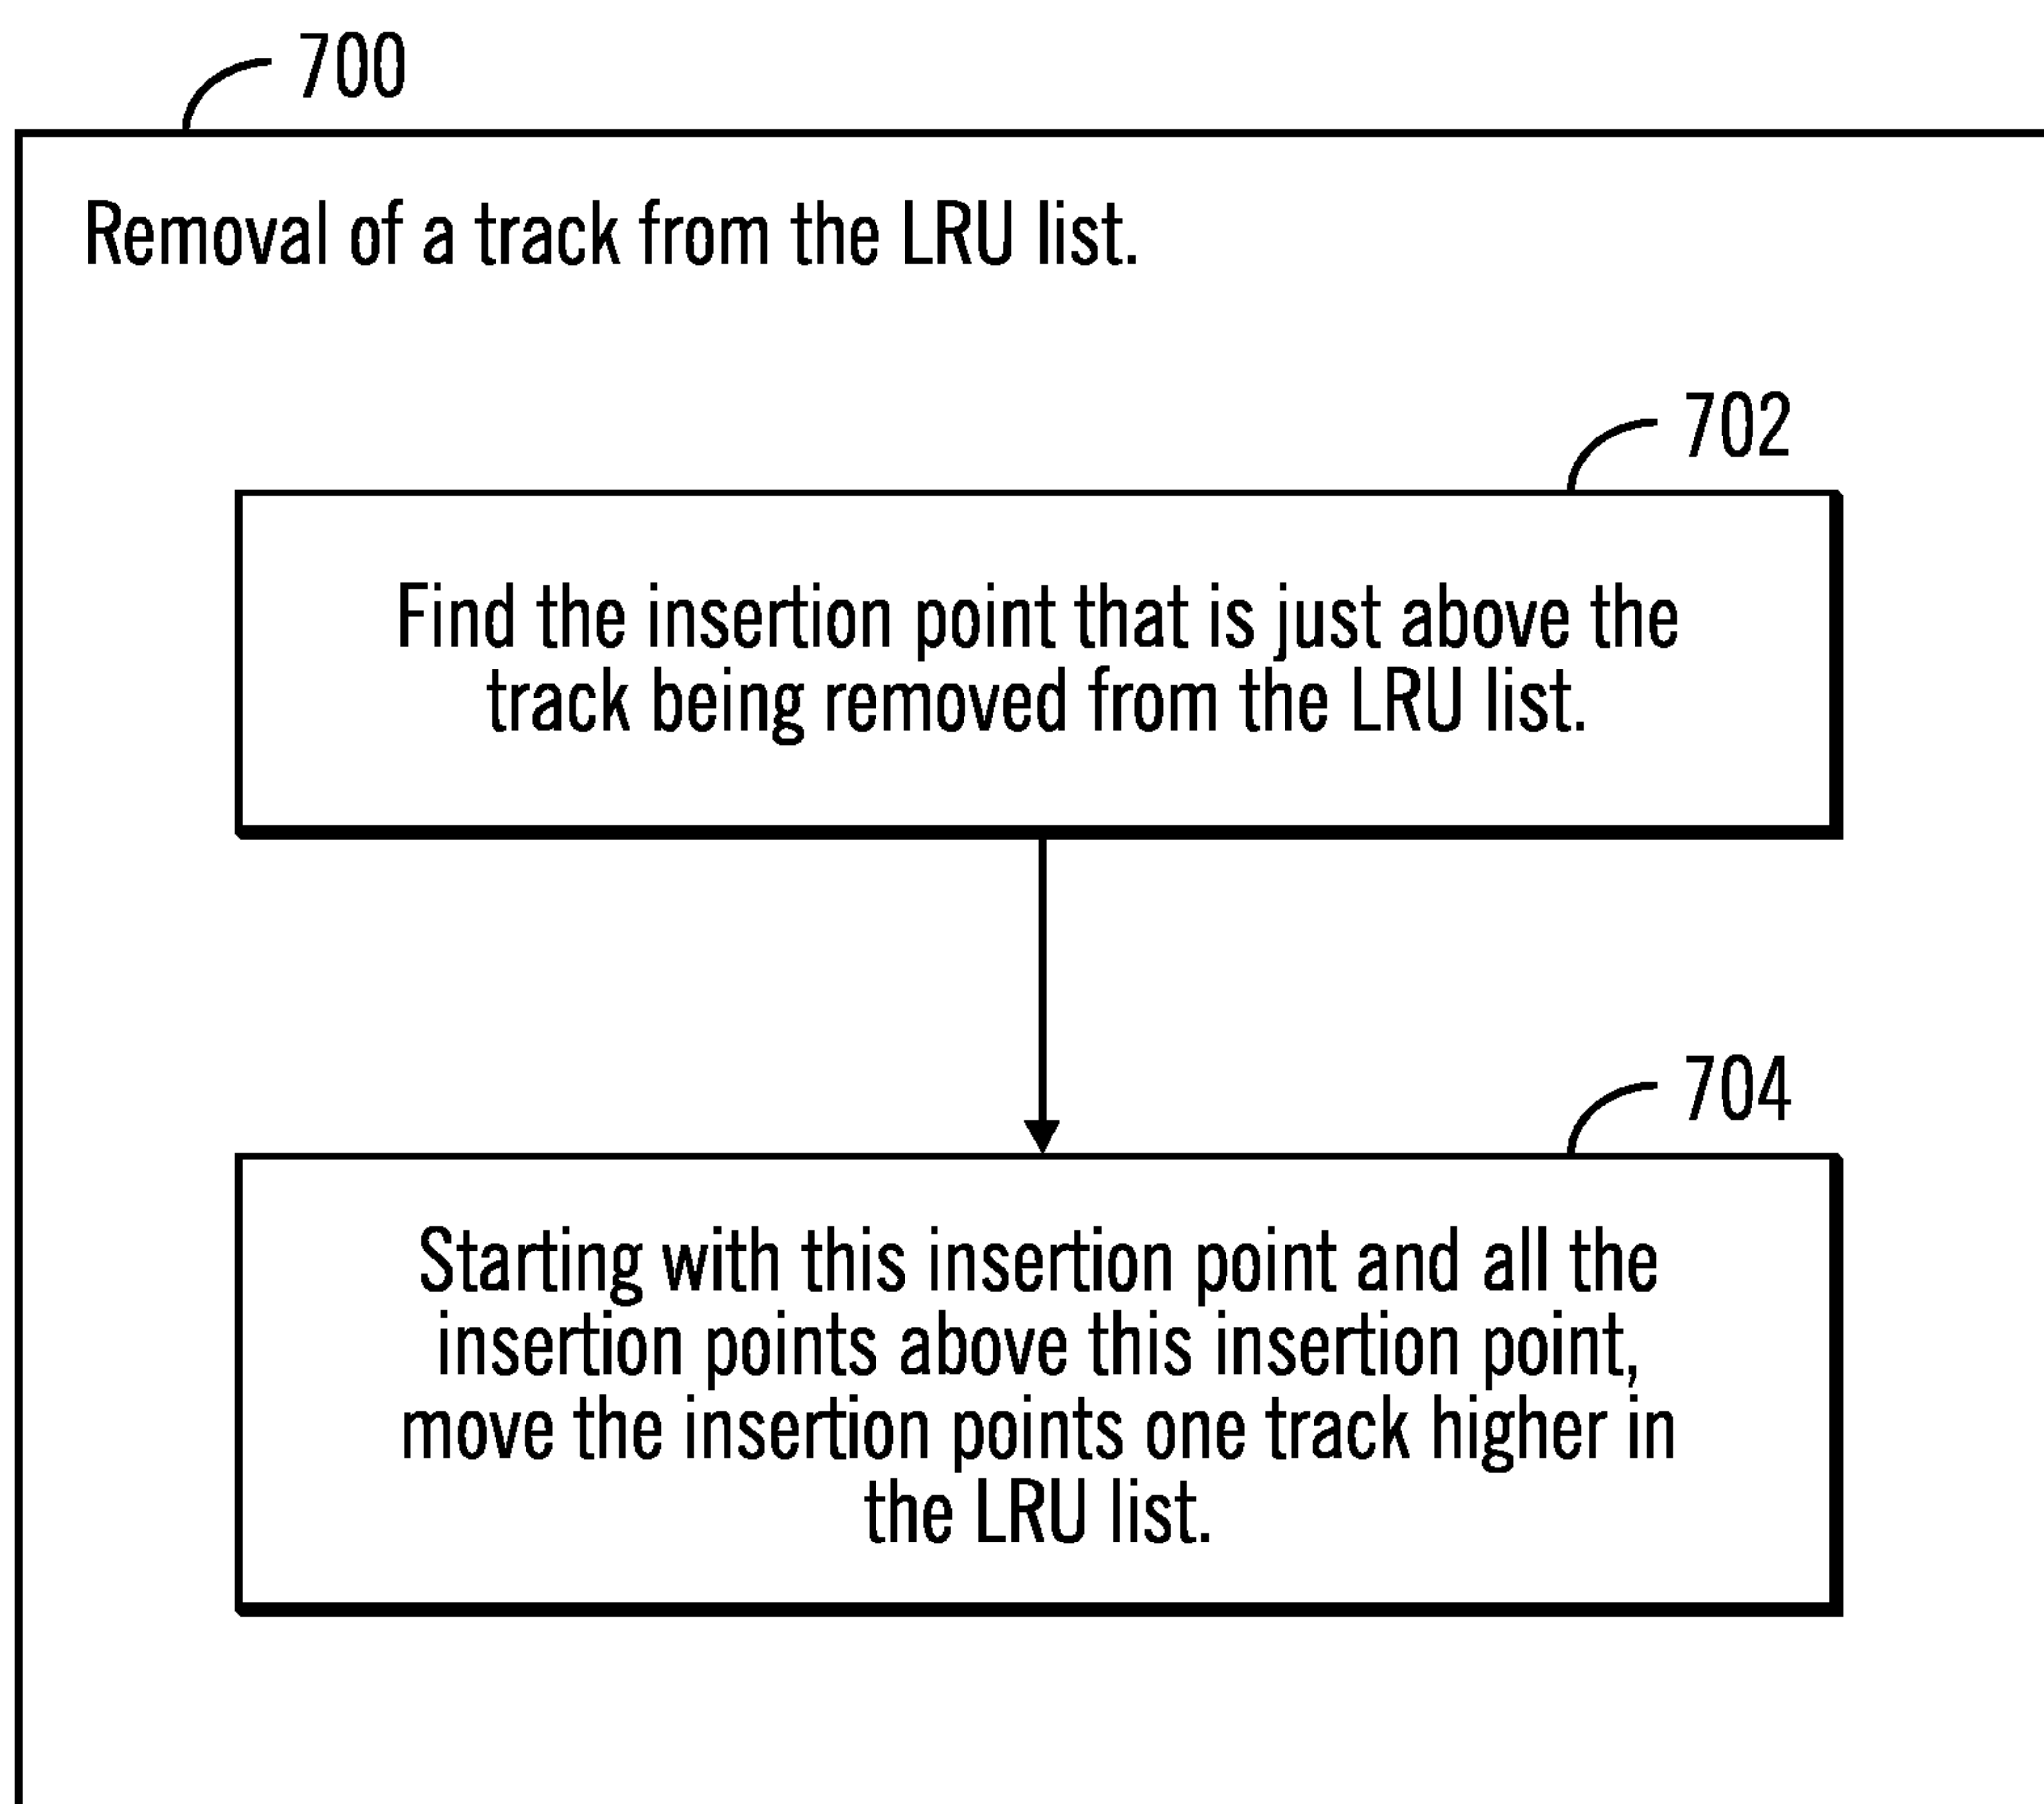 700
Removal of a track from the LRU list.
702
Find the insertion point that is just above the
track being removed from the LRU list.
704
Starting with this insertion point and all the
insertion points above this insertion point,
move the insertion points one track higher in
the LRU list.